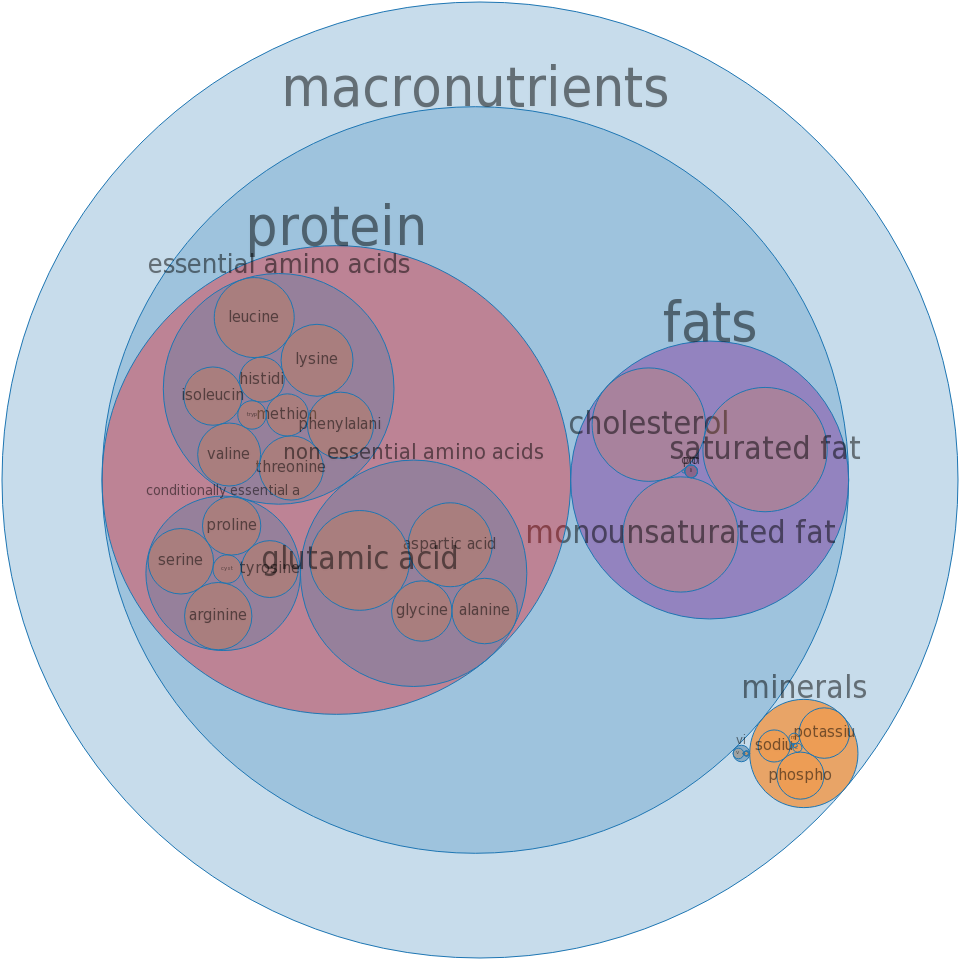 macronutrients
protein
essential amino acids
leucine
lysine
histidi
isoleucin
methion
phenylalani
valine
threonine
non essential amino acids
conditionally essential a
proline
serine
cyst
tyrosine
arginine
glutamic acid
aspartic acid
glycine
alanine
fats
cholesterol
saturated fat
monounsaturated fat
minerals
potassiu
sodiu
phospho
vi